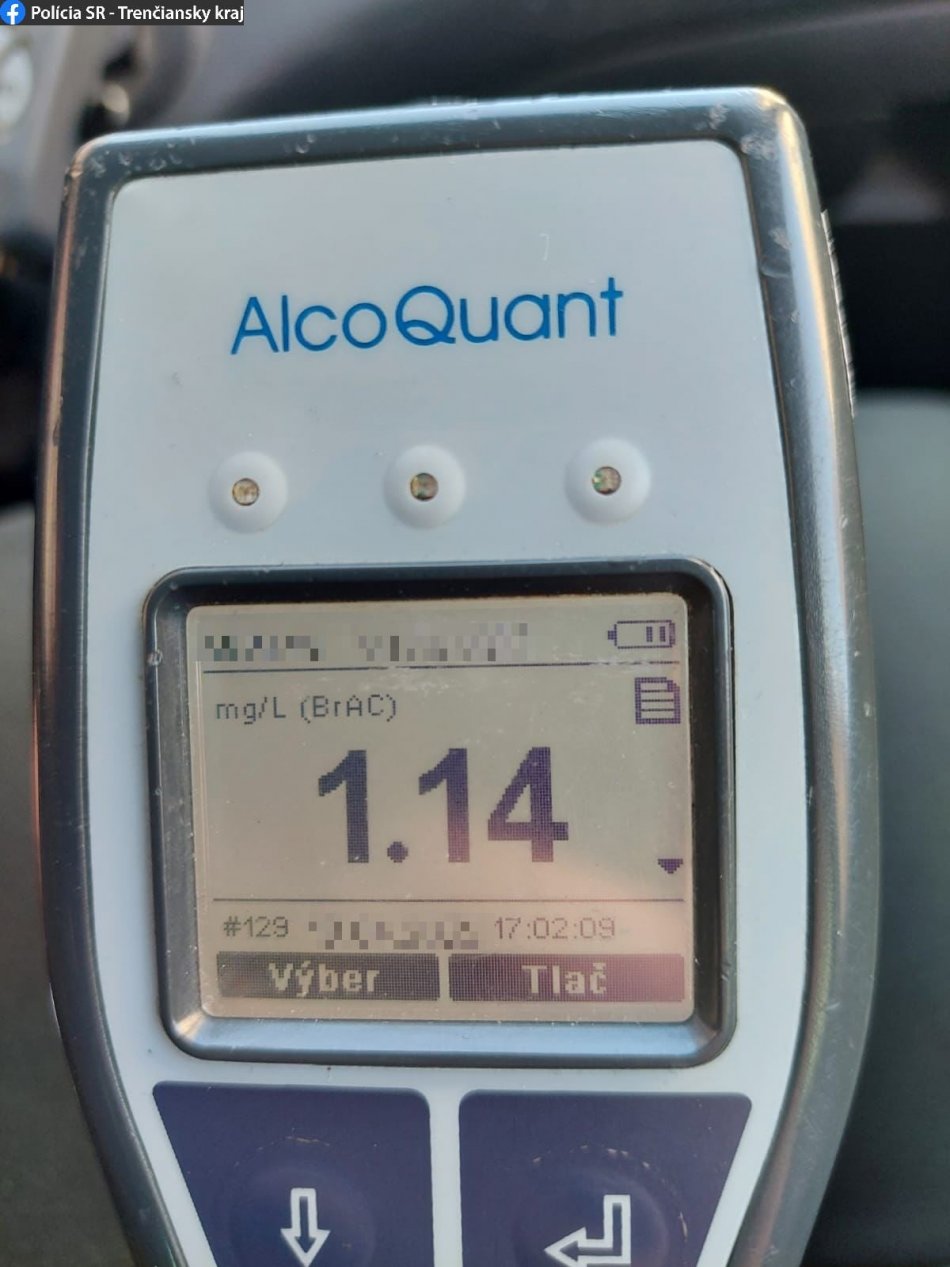 Polícia SR - Trenčiansky kraj
AlcoQuant
mg/L (BrAC)
1.14
#129 17:02:09
Výber Tlač